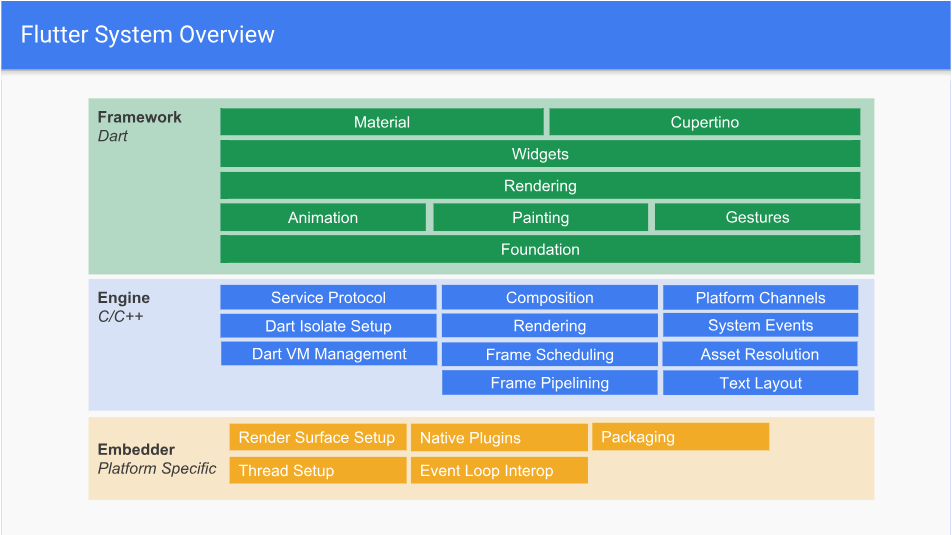 Flutter System Overview
Framework
Dart
Material
Cupertino
Widgets
Rendering
Animation
Painting
Gestures
Foundation
Engine
C/C++
Service Protocol
Composition
Platform Channels
Dart Isolate Setup
Rendering
System Events
Dart VM Management
Frame Scheduling
Asset Resolution
Frame Pipelining
Text Layout
Embedder
Platform Specific
Render Surface Setup
Native Plugins
Packaging
Thread Setup
Event Loop Interop